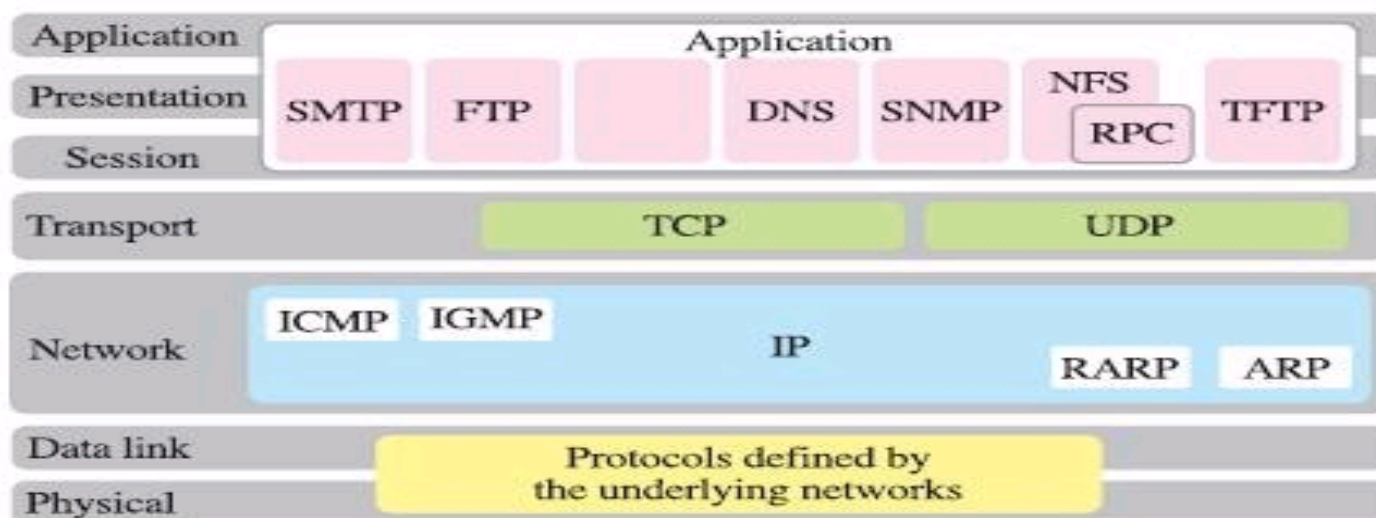 Application
Application
Presentation
SMTP
FTP
DNS
SNMP
NFS
RPC
TFTP
Session
Transport
TCP
UDP
Network
ICMP
IGMP
IP
RARP
ARP
Data link
Physical
Protocols defined by
the underlying networks